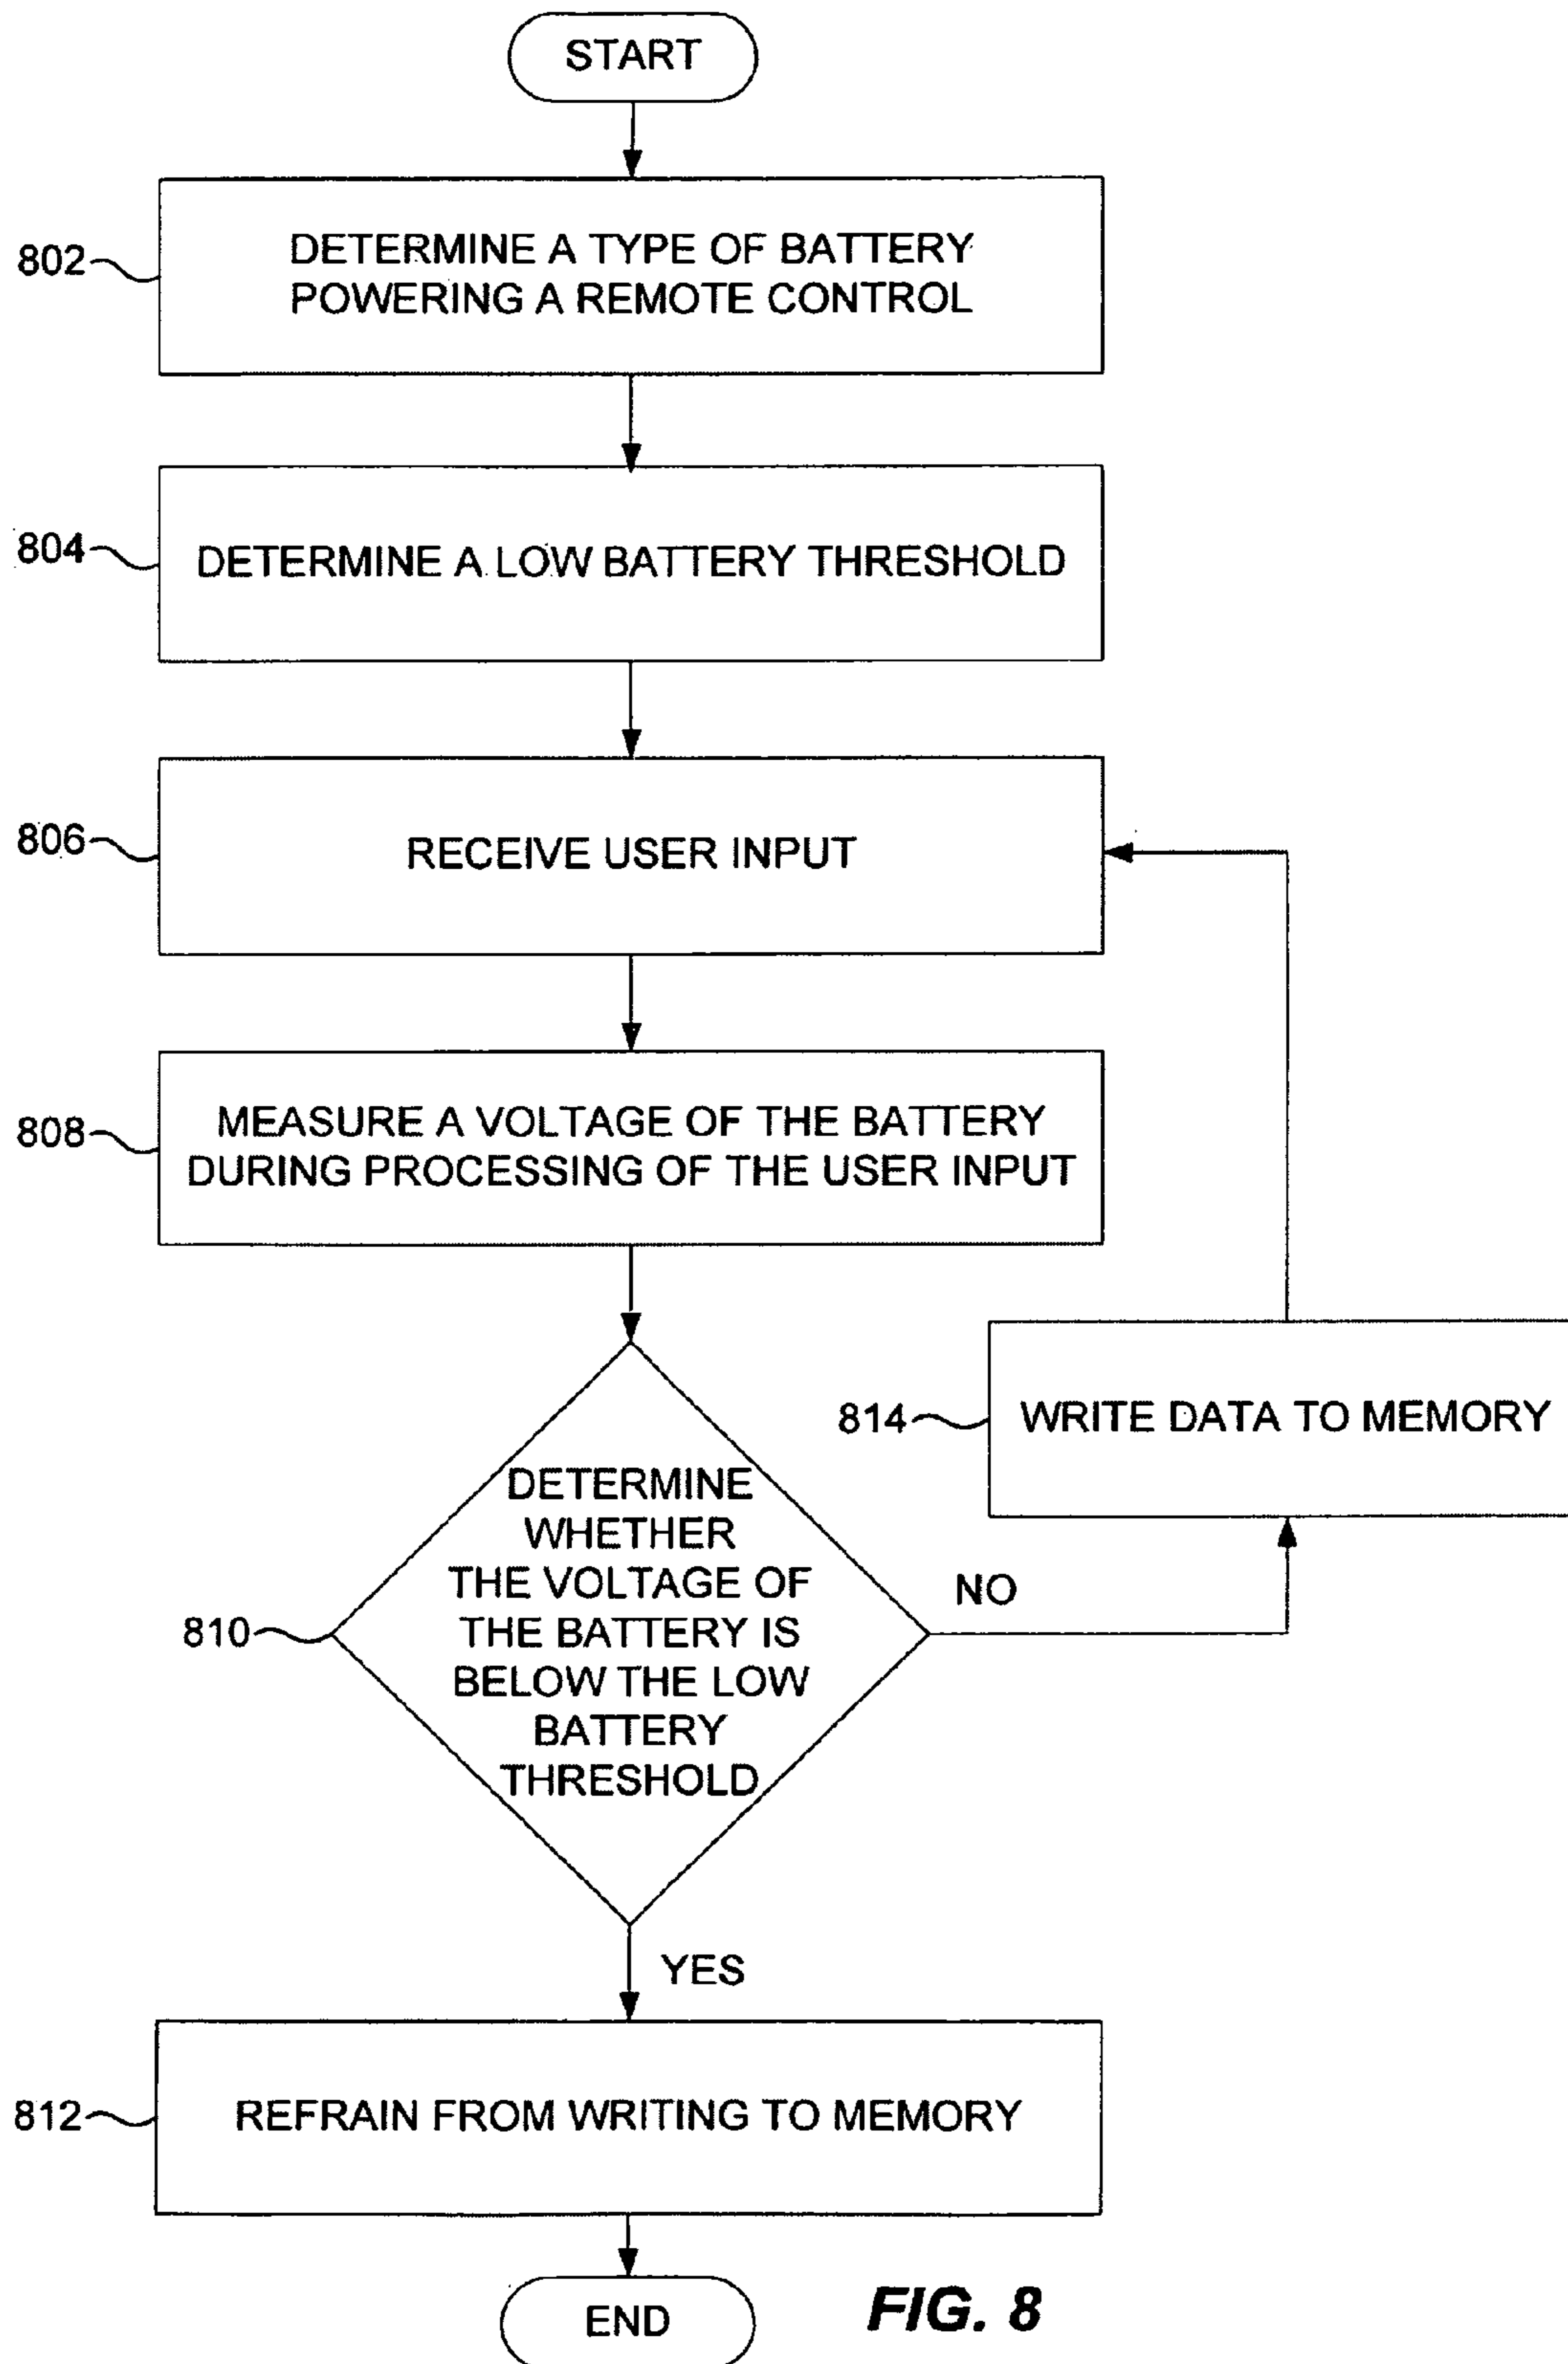 START
802
DETERMINE A TYPE OF BATTERY
POWERING A REMOTE CONTROL
804
DETERMINE A LOW BATTERY THRESHOLD
806
RECEIVE USER INPUT
808
MEASURE A VOLTAGE OF THE BATTERY
DURING PROCESSING OF THE USER INPUT
814
WRITE DATA TO MEMORY
810
DETERMINE
WHETHER
THE VOLTAGE OF
THE BATTERY IS
BELOW THE LOW
BATTERY
THRESHOLD
NO
YES
812
REFRAIN FROM WRITING TO MEMORY
END
FIG. 8